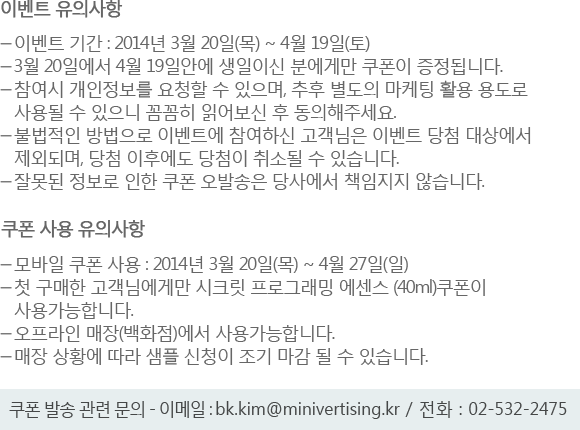 이벤트 유의사항
– 이벤트 기간 : 2014년 3월 20일(목) ~ 4월 19일(토)
– 3월 20일에서 4월 19일안에 생일이신 분에게만 쿠폰이 증정됩니다.
– 참여시 개인정보를 요청할 수 있으며, 추후 별도의 마케팅 활용 용도로
사용될 수 있으니 꼼꼼히 읽어보신 후 동의해주세요.
– 불법적인 방법으로 이벤트에 참여하신 고객님은 이벤트 당첨 대상에서
제외되며, 당첨 이후에도 당첨이 취소될 수 있습니다.
– 잘못된 정보로 인한 쿠폰 오발송은 당사에서 책임지지 않습니다.
쿠폰 사용 유의사항
– 모바일 쿠폰 사용 : 2014년 3월 20일(목) ~ 4월 27일(일)
– 첫 구매한 고객님에게만 시크릿 프로그래밍 에센스 (40ml)쿠폰이
사용가능합니다.
– 오프라인 매장(백화점)에서 사용가능합니다.
– 매장 상황에 따라 샘플 신청이 조기 마감 될 수 있습니다.
쿠폰 발송 관련 문의 - 이메일 : bk.kim@minivertising.kr / 전화 : 02-532-2475